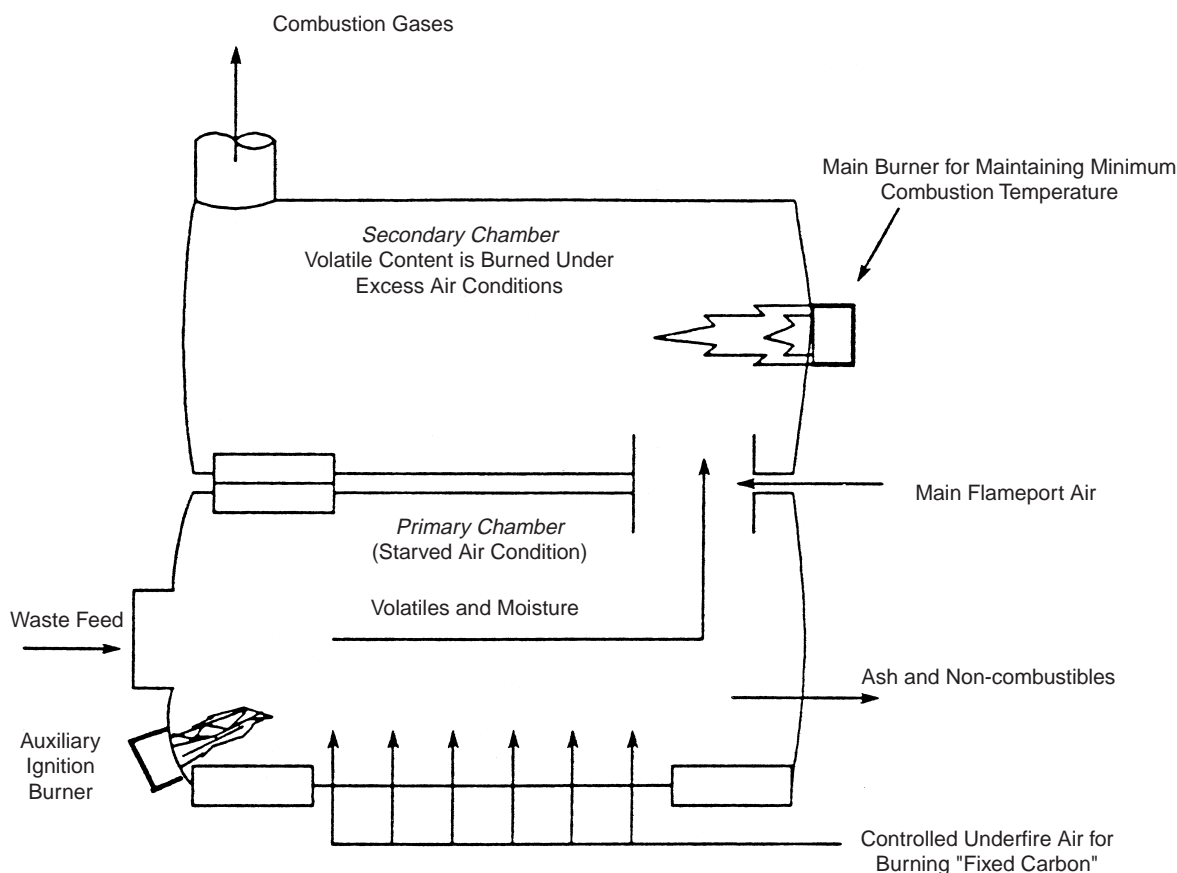 Combustion Gases
Main Burner for Maintaining Minimum
Combustion Temperature
Secondary Chamber
Volatile Content is Burned Under
Excess Air Conditions
Main Flameport Air
Primary Chamber
(Starved Air Condition)
Volatiles and Moisture
Waste Feed
Ash and Non-combustibles
Auxiliary
Ignition
Burner
Controlled Underfire Air for
Burning "Fixed Carbon"